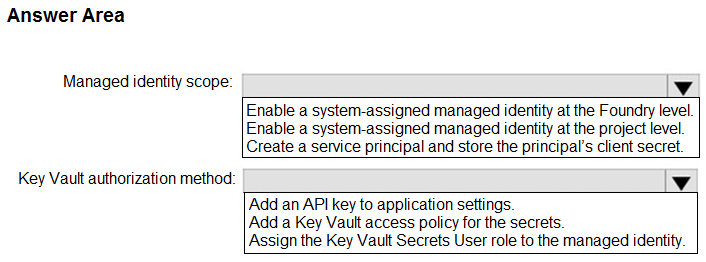 Answer Area
Managed identity scope:
Enable a system-assigned managed identity at the Foundry level.
Enable a system-assigned managed identity at the project level.
Create a service principal and store the principal's client secret.
Key Vault authorization method:
Add an API key to application settings.
Add a Key Vault access policy for the secrets.
Assign the Key Vault Secrets User role to the managed identity.